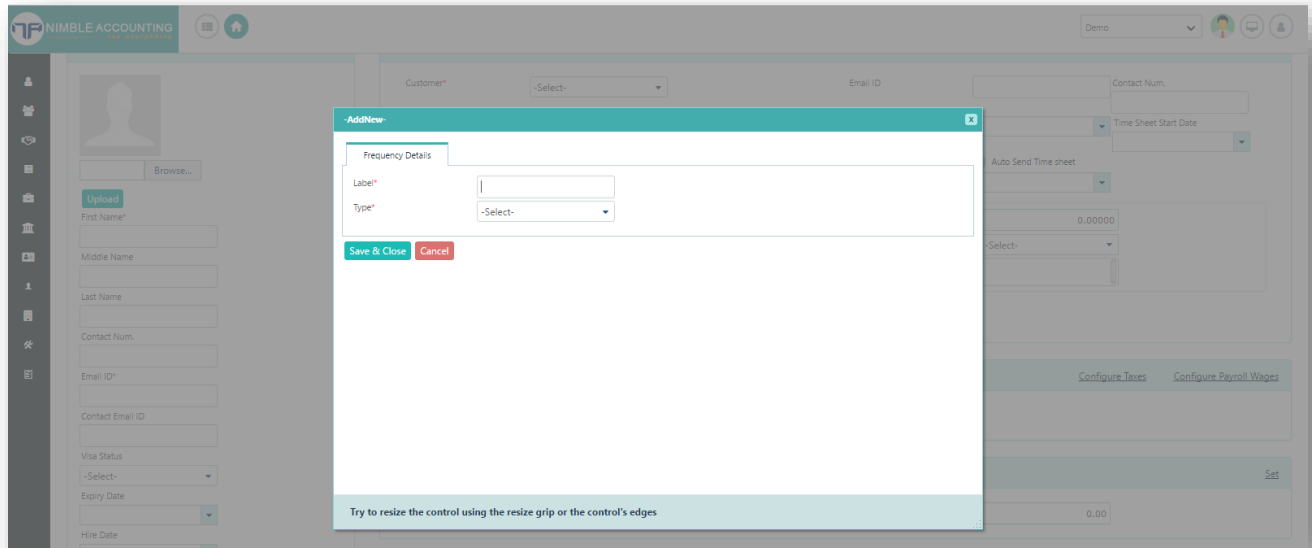 NIMBLE ACCOUNTING
Demo
Browse...
Upload
First Name*
Middle Name
Last Name
Contact Num.
Email ID*
Contact Email ID
Visa Status
-Select-
Expiry Date
Hire Date
Customer*
-Select-
Email ID
Contact Num.
Time Sheet Start Date
Auto Send Time sheet
0.00000
-Select-
Configure Taxes
Configure Payroll Wages
Set
0.00
-AddNew-
x
Frequency Details
Label*
Type*
-Select-
Save & Close
Cancel
Try to resize the control using the resize grip or the control's edges